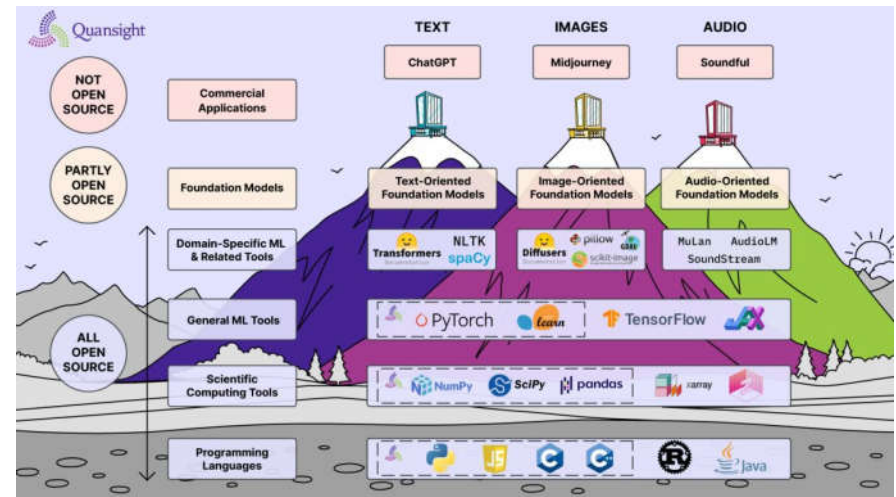 Quansight
TEXT
IMAGES
AUDIO
NOT
OPEN
SOURCE
Commercial
Applications
ChatGPT
Midjourney
Soundful
PARTLY
OPEN
SOURCE
Foundation Models
Text-Oriented
Foundation Models
Image-Oriented
Foundation Models
Audio-Oriented
Foundation Models
Domain-Specific ML
& Related Tools
Transformers
NLTK
spaCy
Diffusers
pillow
scikit-image
MuLan AudioLM
SoundStream
ALL
OPEN
SOURCE
General ML Tools
PyTorch
learn
TensorFlow
JAX
Scientific
Computing Tools
NumPy
SciPy
pandas
xarray
Programming
Languages
JS
C
C++
R
Java